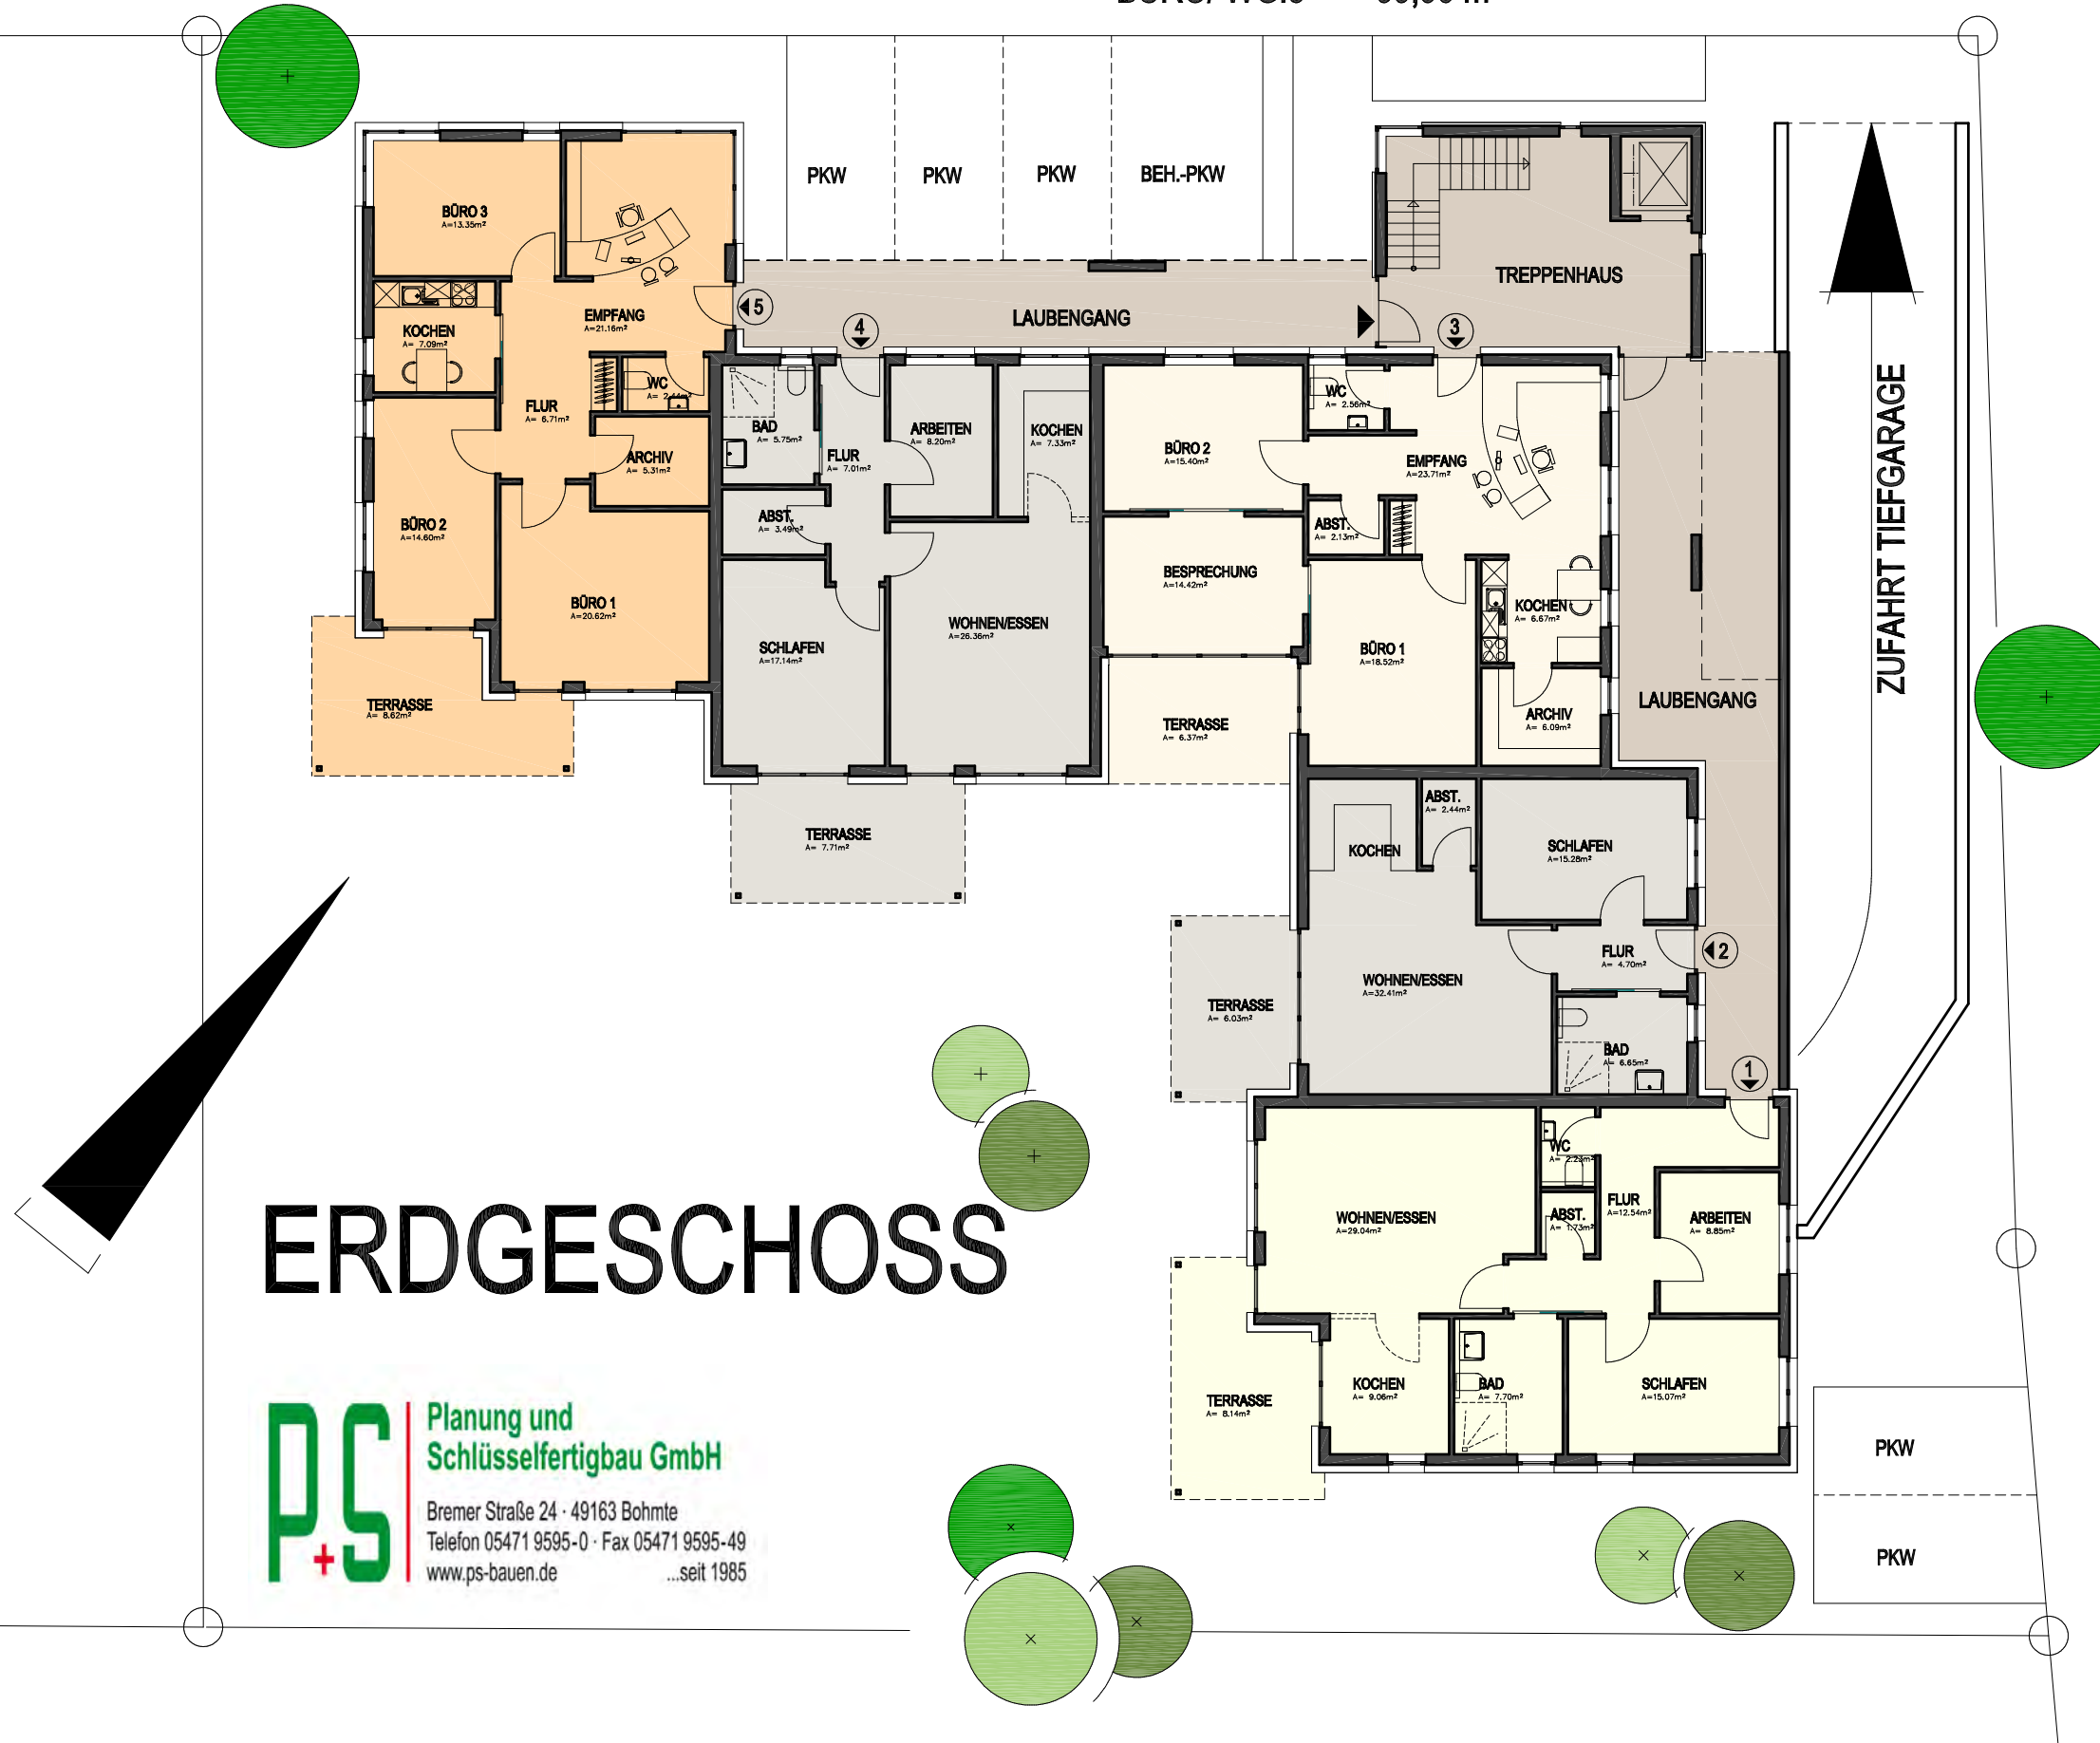 PKW
PKW
PKW
BEH.-PKW
BÜRO 3
A=13.35m²
TREPPENHAUS
5
EMPFANG
A=21.16m²
LAUBENGANG
4
3
KOCHEN
A= 7.09m²
WC
FLUR
A= 6.71m²
BAD
A= 5.75m²
ARBEITEN
A= 8.20m²
KOCHEN
A= 7.33m²
WC
A= 2.56m²
BÜRO 2
A=15.40m²
EMPFANG
A=23.71m²
ARCHIV
A= 5.31m²
FLUR
A= 7.01m²
BÜRO 2
A=14.60m²
ABST.
A= 3.49m²
ABST.
A= 2.13m²
ZUFAHRT TIEFGARAGE
BÜRO 1
A=20.62m²
BESPRECHUNG
A=14.42m²
KOCHEN
A= 6.67m²
WOHNEN/ESSEN
A=26.36m²
SCHLAFEN
A=17.14m²
BÜRO 1
A=18.52m²
TERRASSE
A= 8.62m²
TERRASSE
A= 6.37m²
ARCHIV
A= 6.09m²
LAUBENGANG
TERRASSE
A= 7.71m²
KOCHEN
ABST.
A= 2.44m²
SCHLAFEN
A=15.28m²
WOHNEN/ESSEN
A=32.41m²
FLUR
A= 4.70m²
2
TERRASSE
A= 6.03m²
BAD
A= 6.65m²
1
WC
A= 2.23m²
WOHNEN/ESSEN
A=29.04m²
ABST.
A= 1.73m²
FLUR
A=12.54m²
ARBEITEN
A= 8.85m²
ERDGESCHOSS
TERRASSE
A= 8.14m²
KOCHEN
A= 9.06m²
BAD
A= 7.70m²
SCHLAFEN
A=15.07m²
PKW
PKW
P+S
Planung und
Schlüsselfertigbau GmbH
Bremer Straße 24 · 49163 Bohmte
Telefon 05471 9595-0 · Fax 05471 9595-49
www.ps-bauen.de ...seit 1985